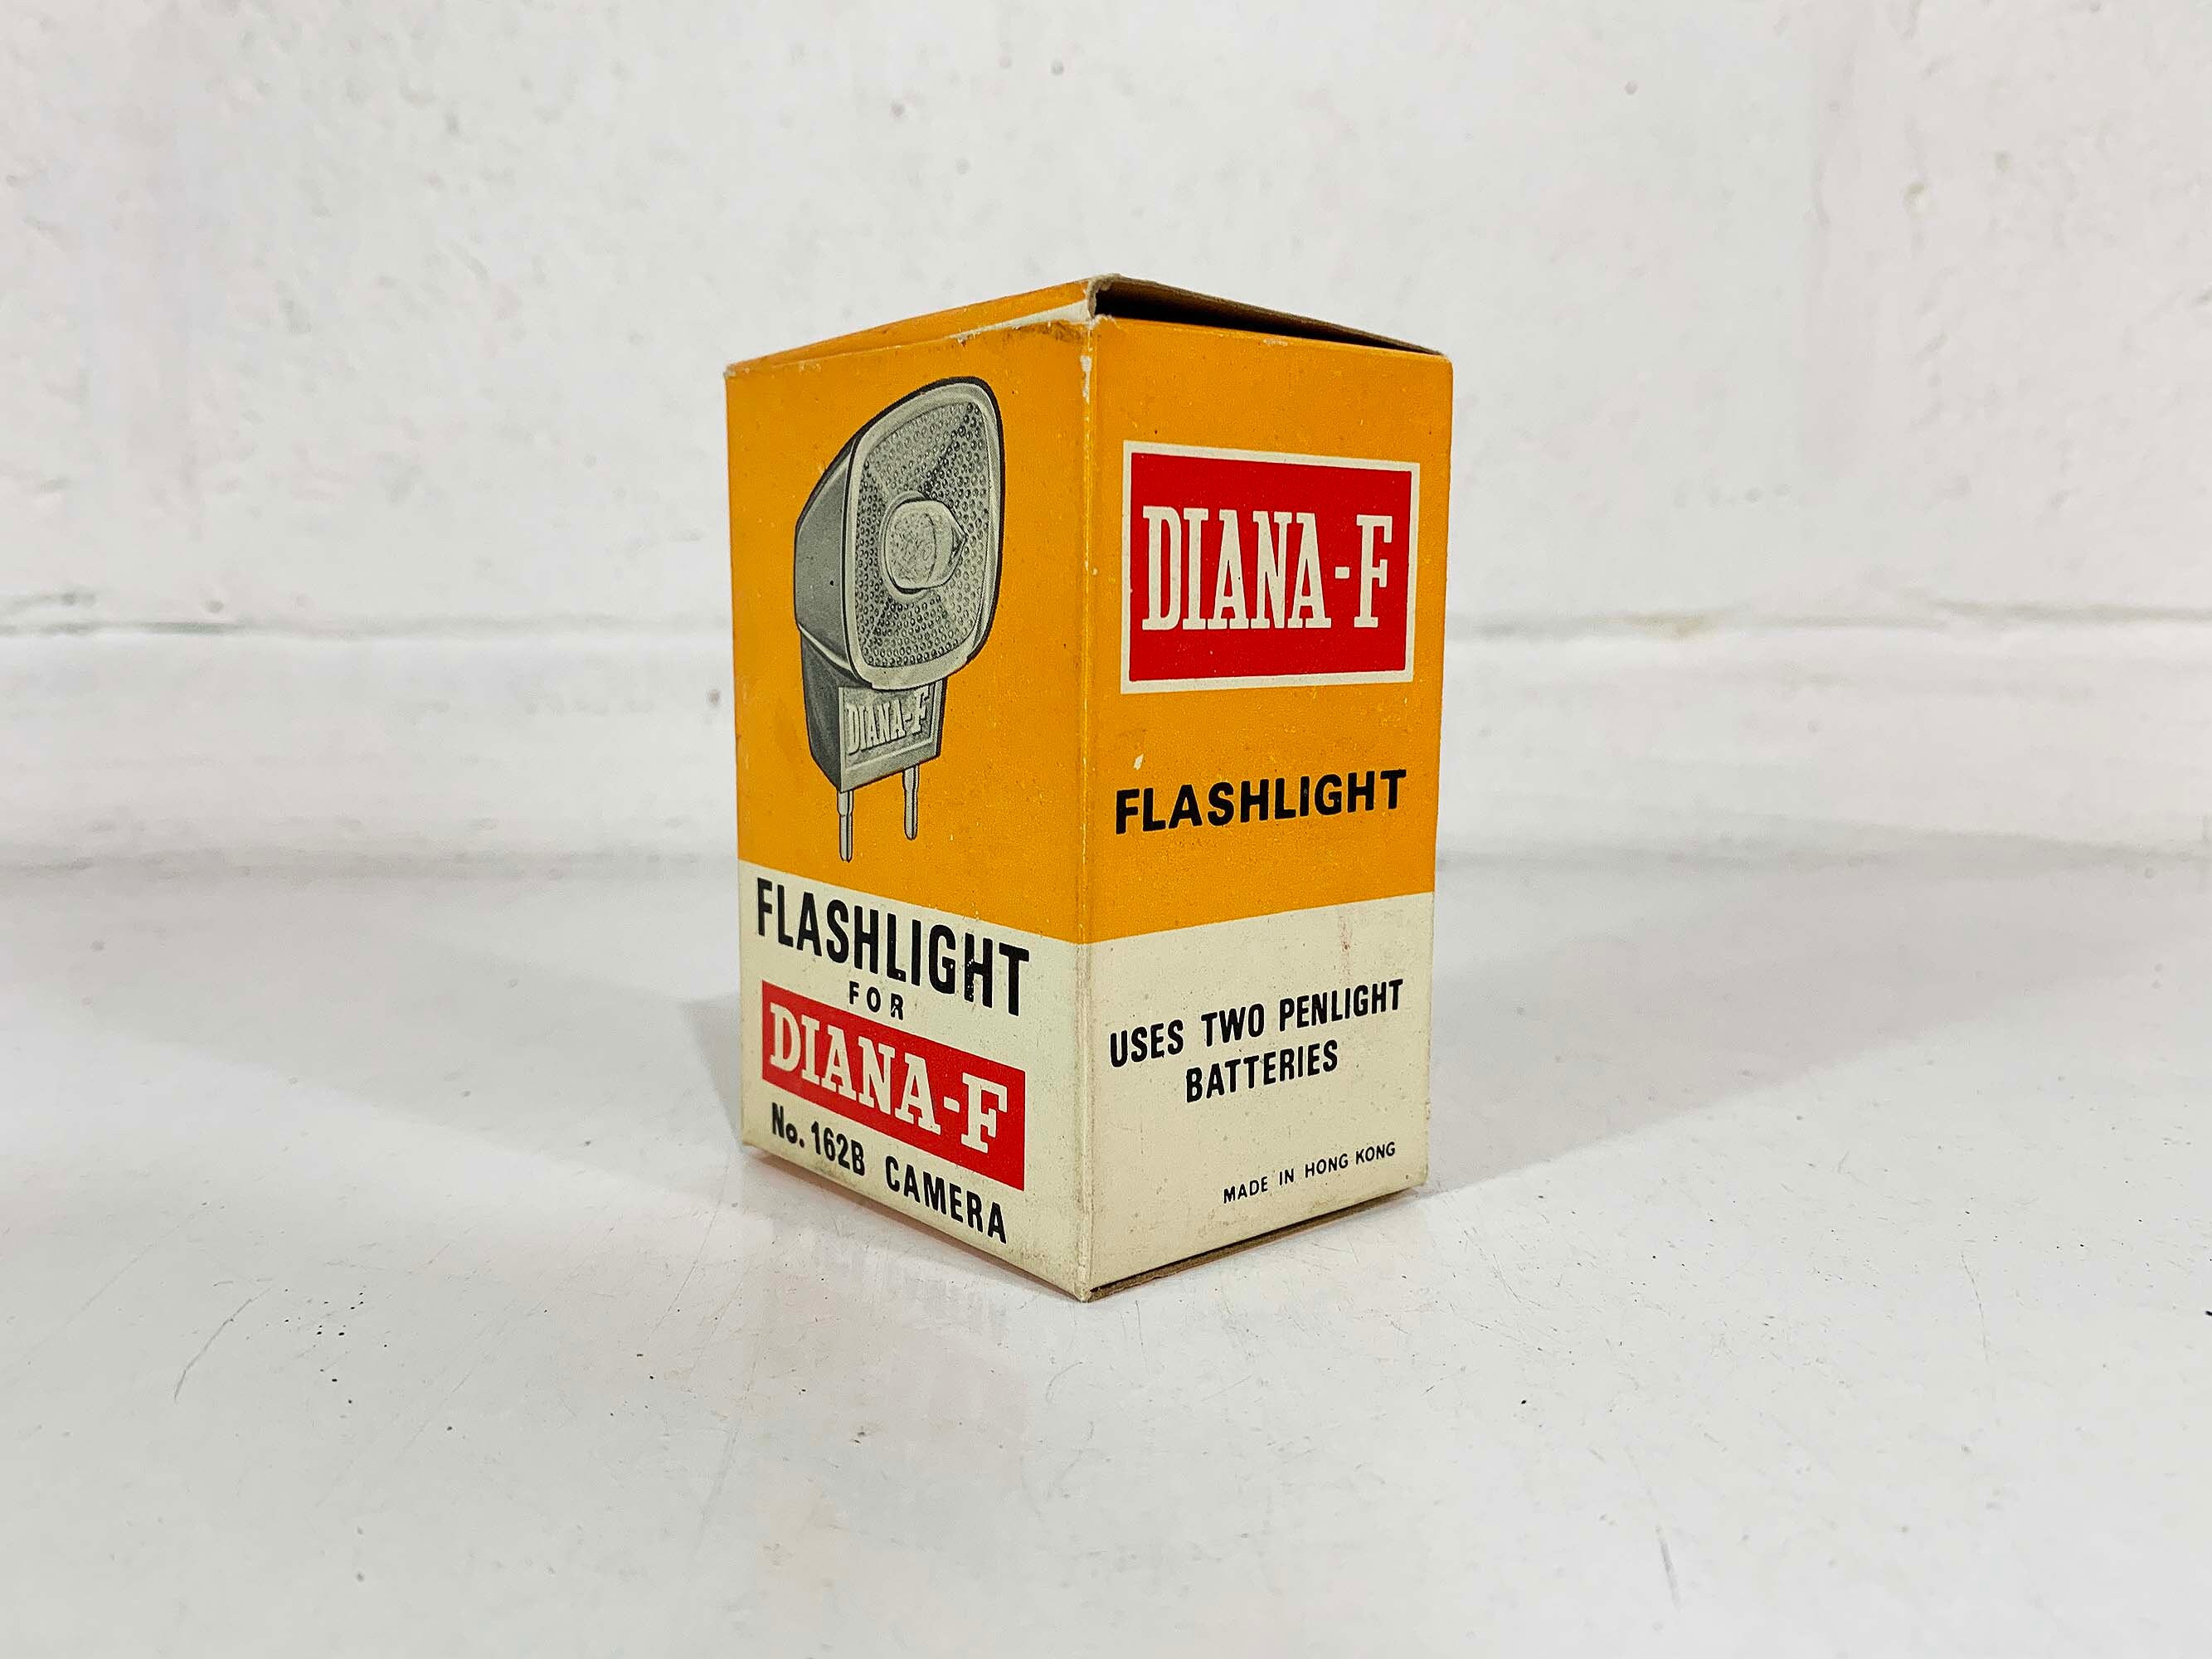 DIANA-F
FLASHLIGHT
FOR
DIANA-F
No. 162B CAMERA
DIANA-F
FLASHLIGHT
USES TWO PENLIGHT
BATTERIES
MADE IN HONG KONG